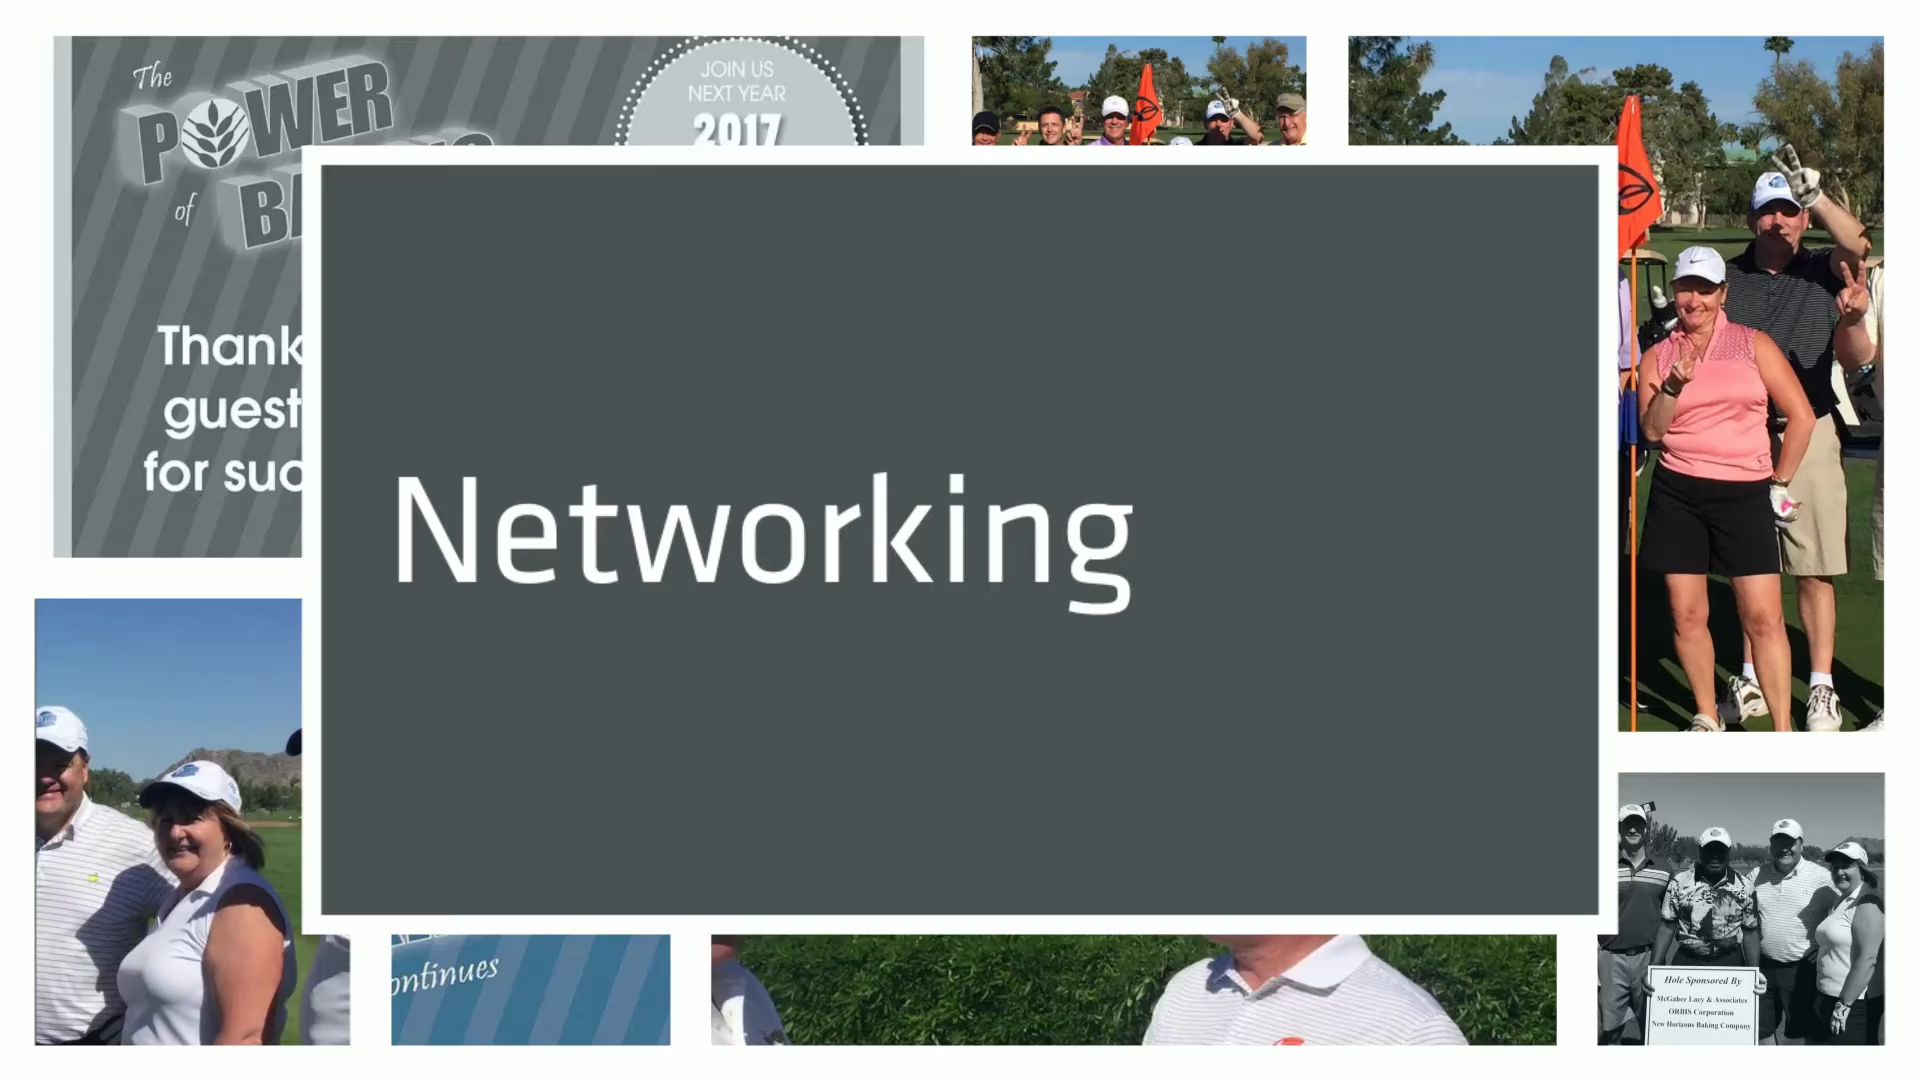 The
POWER
of
JOIN US
NEXT YEAR
2017
Thank
guest
for suc
Networking
ontinues
Hole Sponsored By
McGahee Lacy & Associates
ORBIS Corporation
New Horizons Baking Company